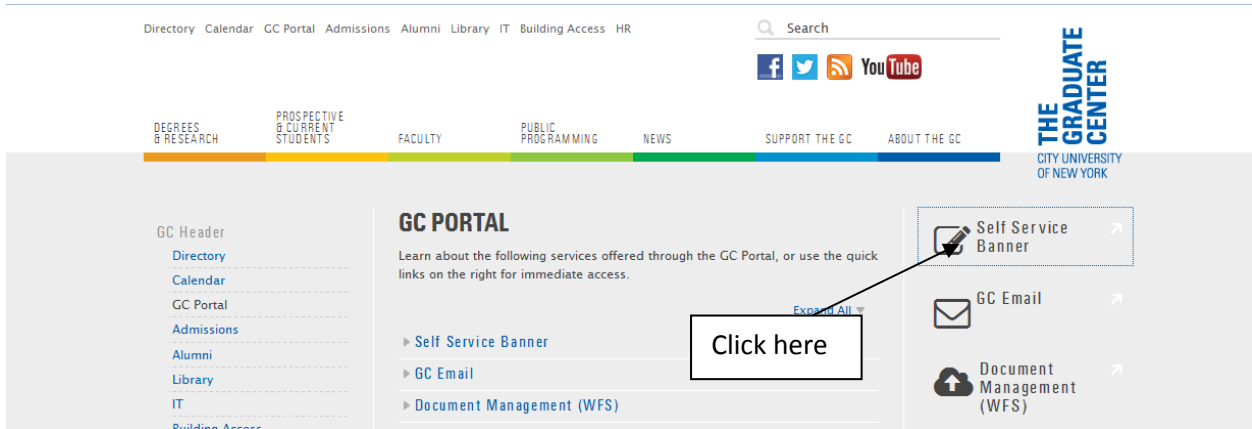 Directory Calendar GC Portal Admissions Alumni Library IT Building Access HR
Search
f
You Tube
THE
GRADUATE
CENTER
CITY UNIVERSITY
OF NEW YORK
DEGREES
& RESEARCH
PROSPECTIVE
& CURRENT
STUDENTS
FACULTY
PUBLIC
PROGRAMMING
NEWS
SUPPORT THE GC
ABOUT THE GC
GC Header
Directory
Calendar
GC Portal
Admissions
Alumni
Library
IT
Building Access
GC PORTAL
Learn about the following services offered through the GC Portal, or use the quick
links on the right for immediate access.
Expand All
Self Service Banner
GC Email
Document Management (WFS)
Click here
Self Service
Banner
GC Email
Document
Management
(WFS)